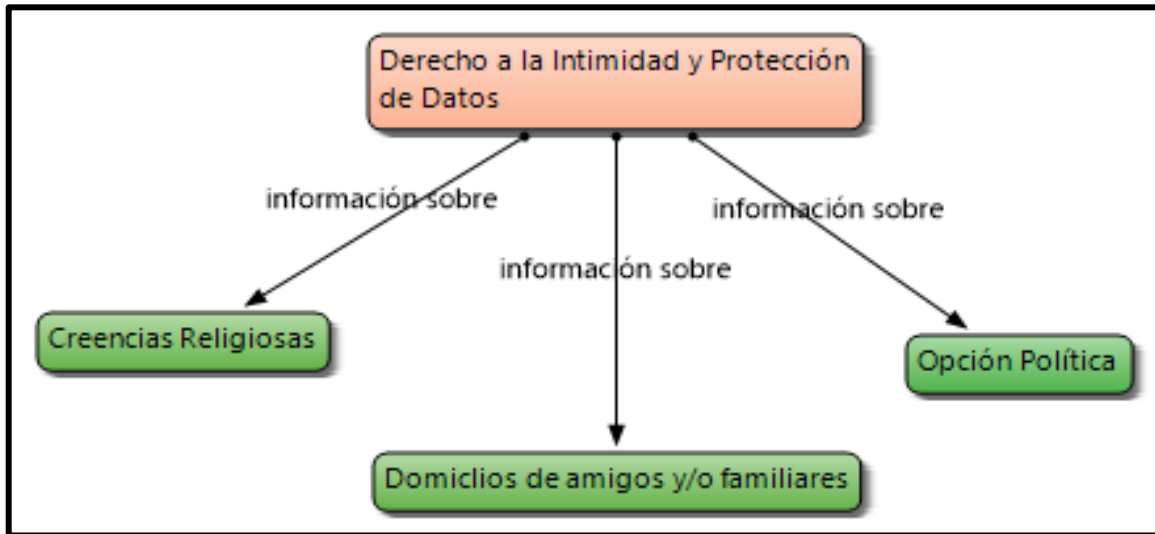 Derecho a la Intimidad y Protección
de Datos
información sobre
información sobre
información sobre
Creencias Religiosas
Opción Política
Domiclios de amigos y/o familiares